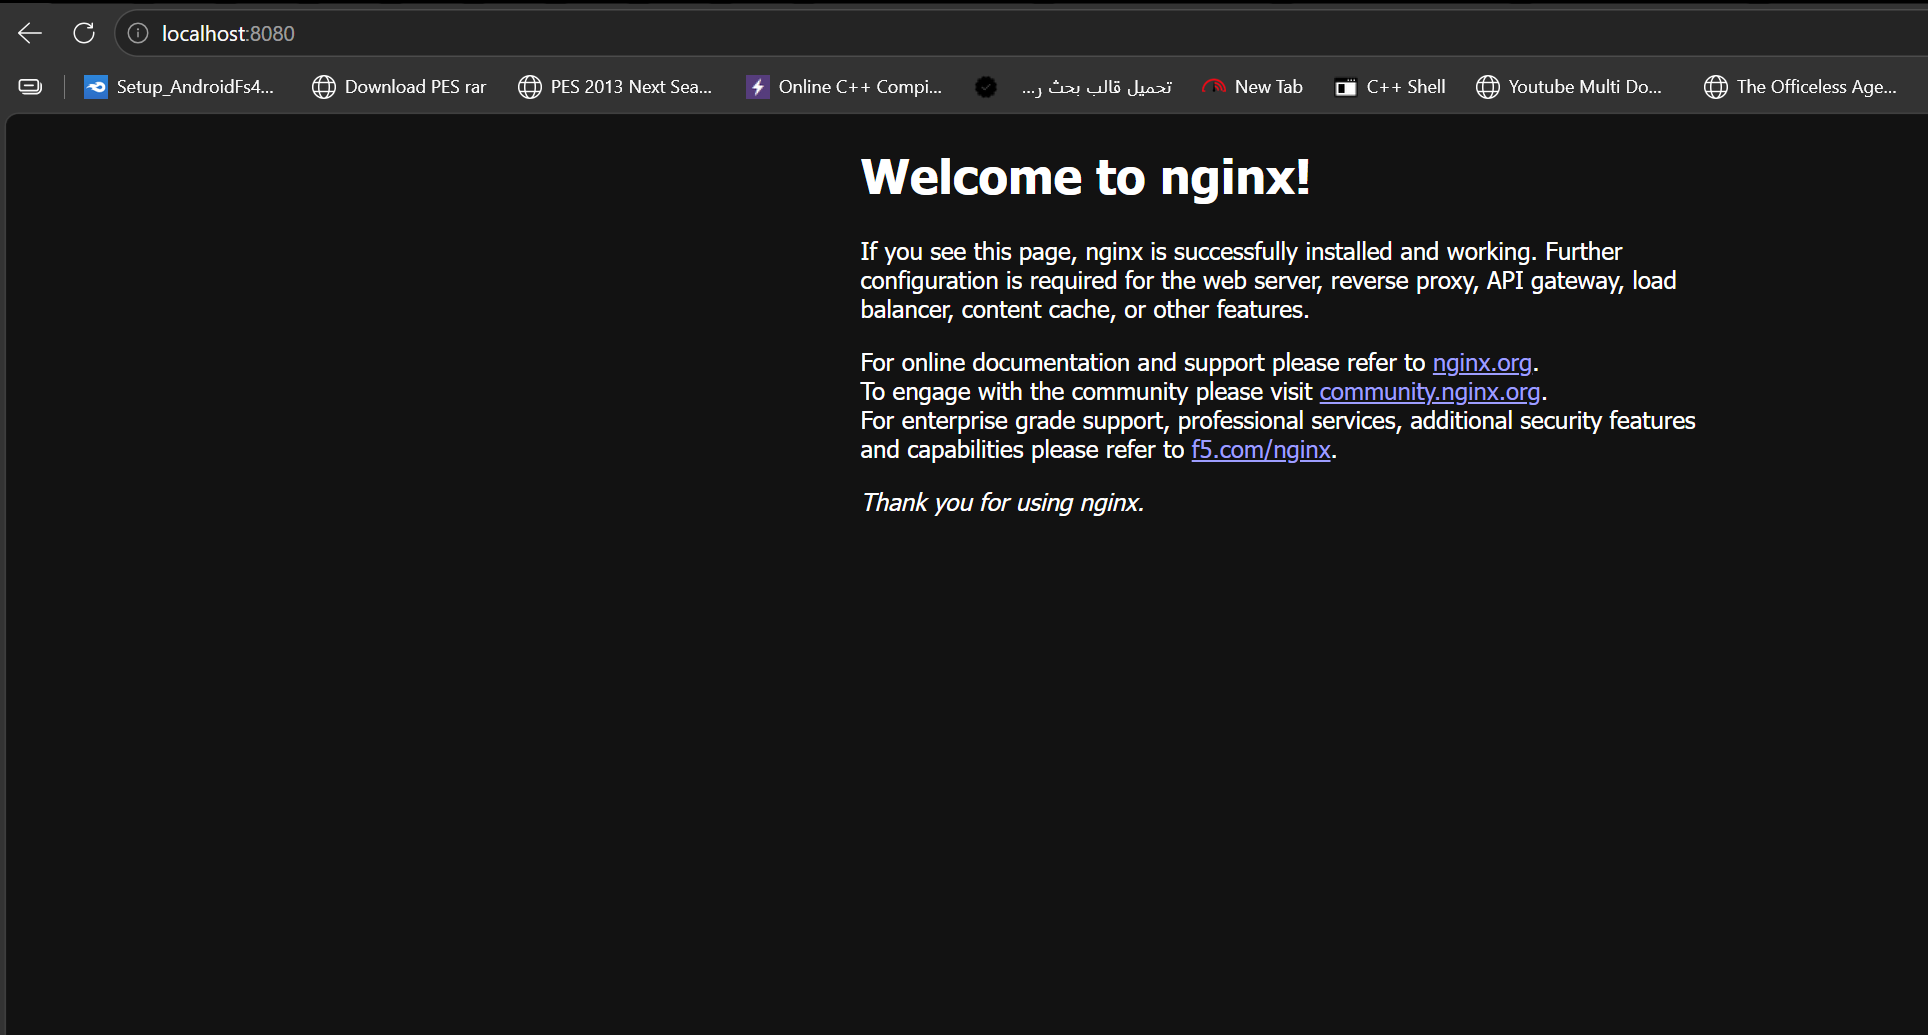 localhost:8080
Setup_AndroidFs4...
Download PES rar
PES 2013 Next Sea...
Online C++ Compi...
تحميل قالب بحث ر...
New Tab
C++ Shell
Youtube Multi Do...
The Officeless Age...
Welcome to nginx!
If you see this page, nginx is successfully installed and working. Further
configuration is required for the web server, reverse proxy, API gateway, load
balancer, content cache, or other features.
For online documentation and support please refer to nginx.org.
To engage with the community please visit community.nginx.org.
For enterprise grade support, professional services, additional security features
and capabilities please refer to f5.com/nginx.
Thank you for using nginx.